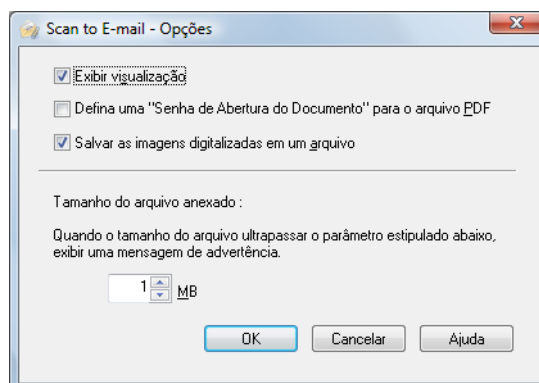 Scan to E-mail - Opções
Exibir visualização
Defina uma "Senha de Abertura do Documento" para o arquivo PDF
Salvar as imagens digitalizadas em um arquivo
Tamanho do arquivo anexado :
Quando o tamanho do arquivo ultrapassar o parâmetro estipulado abaixo,
exibir uma mensagem de advertência.
1 MB
OK Cancelar Ajuda